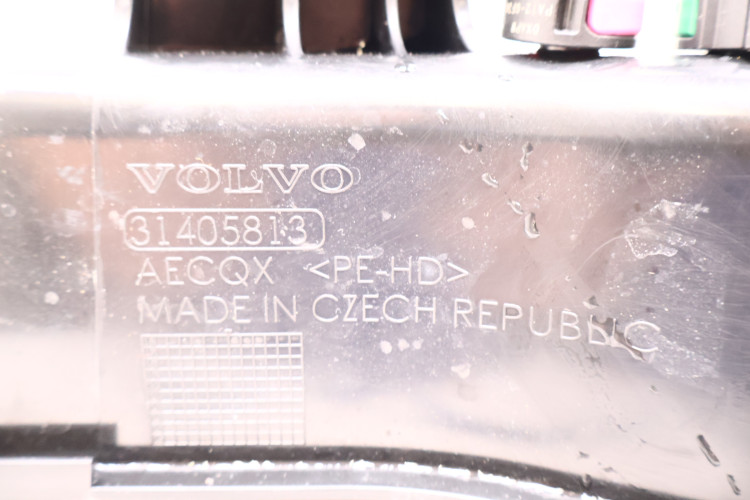 VOLVO
31405813
AECQX <PE-HD>
MADE IN CZECH REPUBLIC